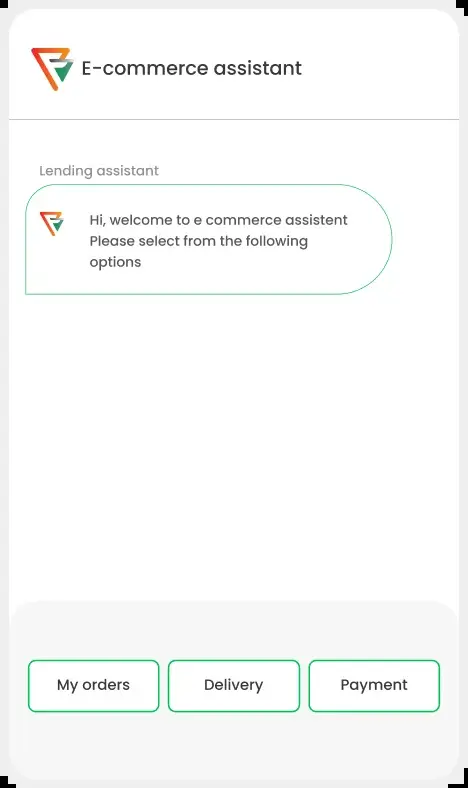 E-commerce assistant
Lending assistant
Hi, welcome to e commerce assistent
Please select from the following
options
My orders
Delivery
Payment